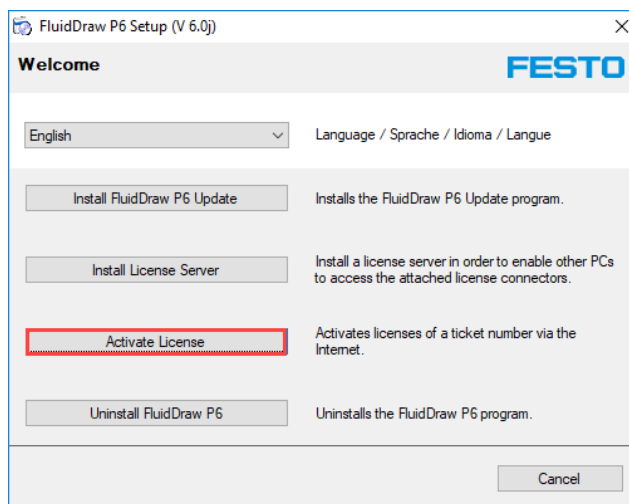 FluidDraw P6 Setup (V 6.0j)
Welcome
FESTO
English
Language / Sprache / Idioma / Langue
Install FluidDraw P6 Update
Installs the FluidDraw P6 Update program.
Install License Server
Install a license server in order to enable other PCs
to access the attached license connectors.
Activate License
Activates licenses of a ticket number via the
Internet.
Uninstall FluidDraw P6
Uninstalls the FluidDraw P6 program.
Cancel